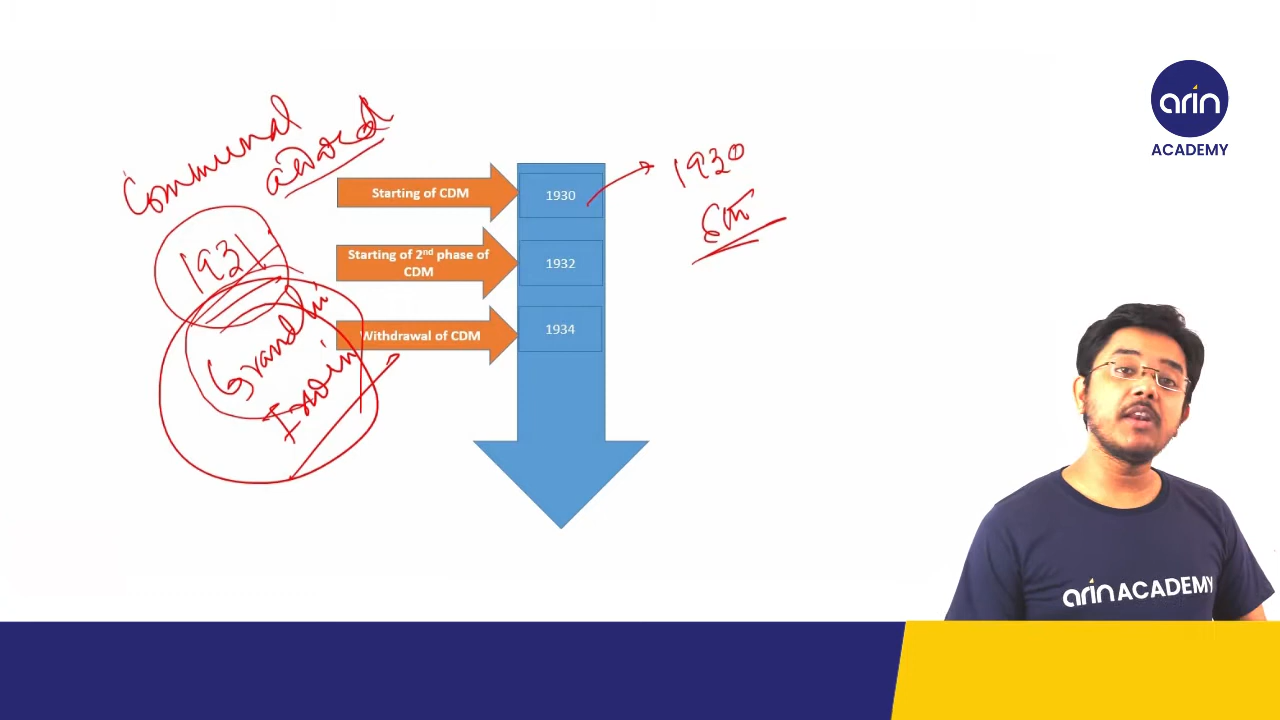 arin
ACADEMY
Communal
award
Starting of CDM
1930
1930
Starting of 2nd phase of
CDM
1932
1931
Withdrawal of CDM
1934
Gandhi
Irwin
arin ACADEMY